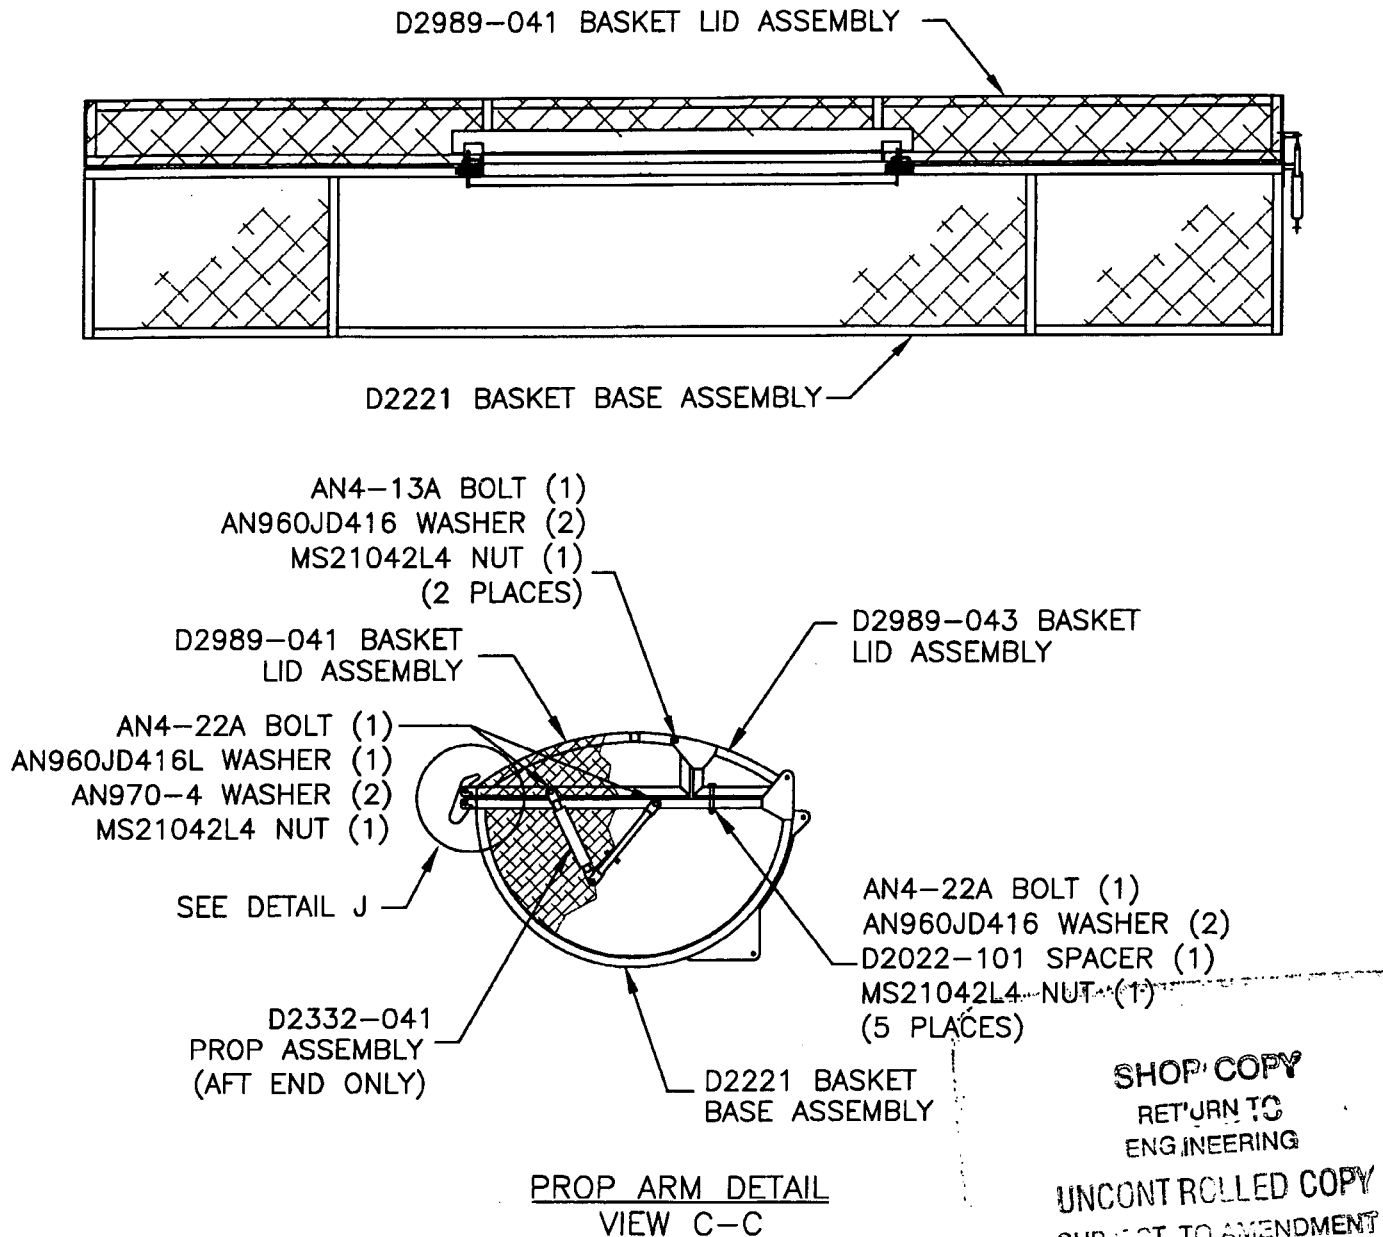 D2989-041 BASKET LID ASSEMBLY
D2221 BASKET BASE ASSEMBLY
AN4-13A BOLT (1)
AN960JD416 WASHER (2)
MS21042L4 NUT (1)
(2 PLACES)
D2989-041 BASKET
LID ASSEMBLY
D2989-043 BASKET
LID ASSEMBLY
AN4-22A BOLT (1)
AN960JD416L WASHER (1)
AN970-4 WASHER (2)
MS21042L4 NUT (1)
SEE DETAIL J
AN4-22A BOLT (1)
AN960JD416 WASHER (2)
D2022-101 SPACER (1)
MS21042L4 NUT (1)
(5 PLACES)
D2332-041
PROP ASSEMBLY
(AFT END ONLY)
D2221 BASKET
BASE ASSEMBLY
PROP ARM DETAIL
VIEW C-C
SHOP COPY
RETURN TO
ENGINEERING
UNCONTROLLED COPY
TO AMENDMENT